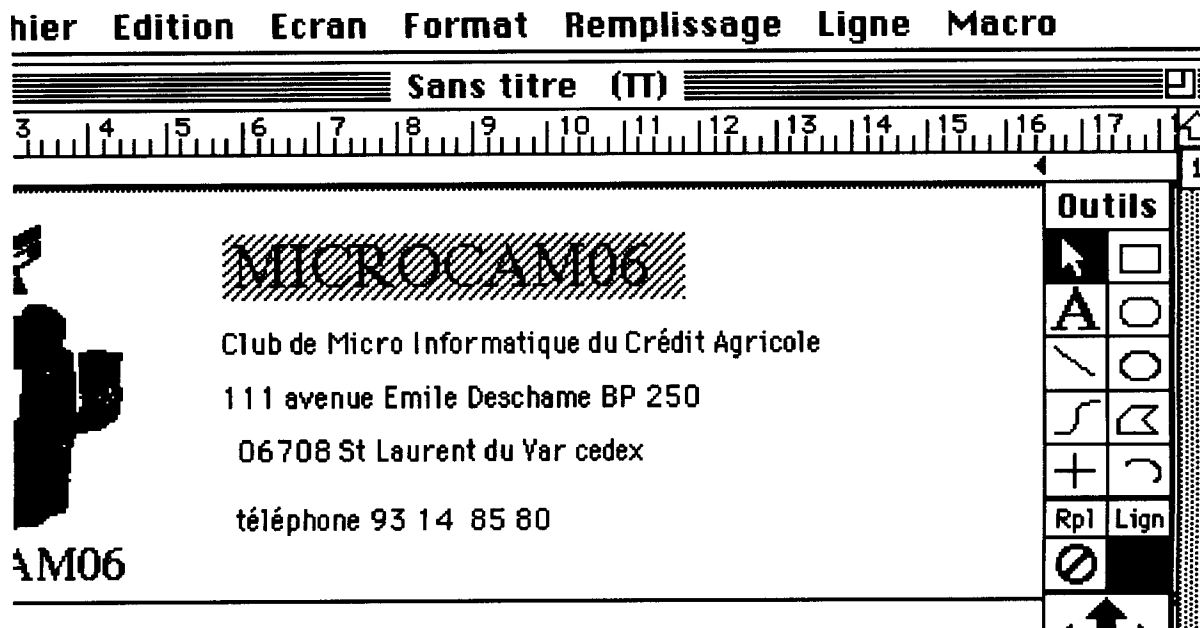 hier Edition Ecran Format Remplissage Ligne Macro
Sans titre (TT)
3 4 5 6 7 8 9 10 11 12 13 14 15 16 17 1
1
Outils
MICROCAM06
A
Club de Micro Informatique du Crédit Agricole
111 avenue Emile Deschame BP 250
06708 St Laurent du Var cedex
téléphone 93 14 85 80
Rpl Lign
AM06